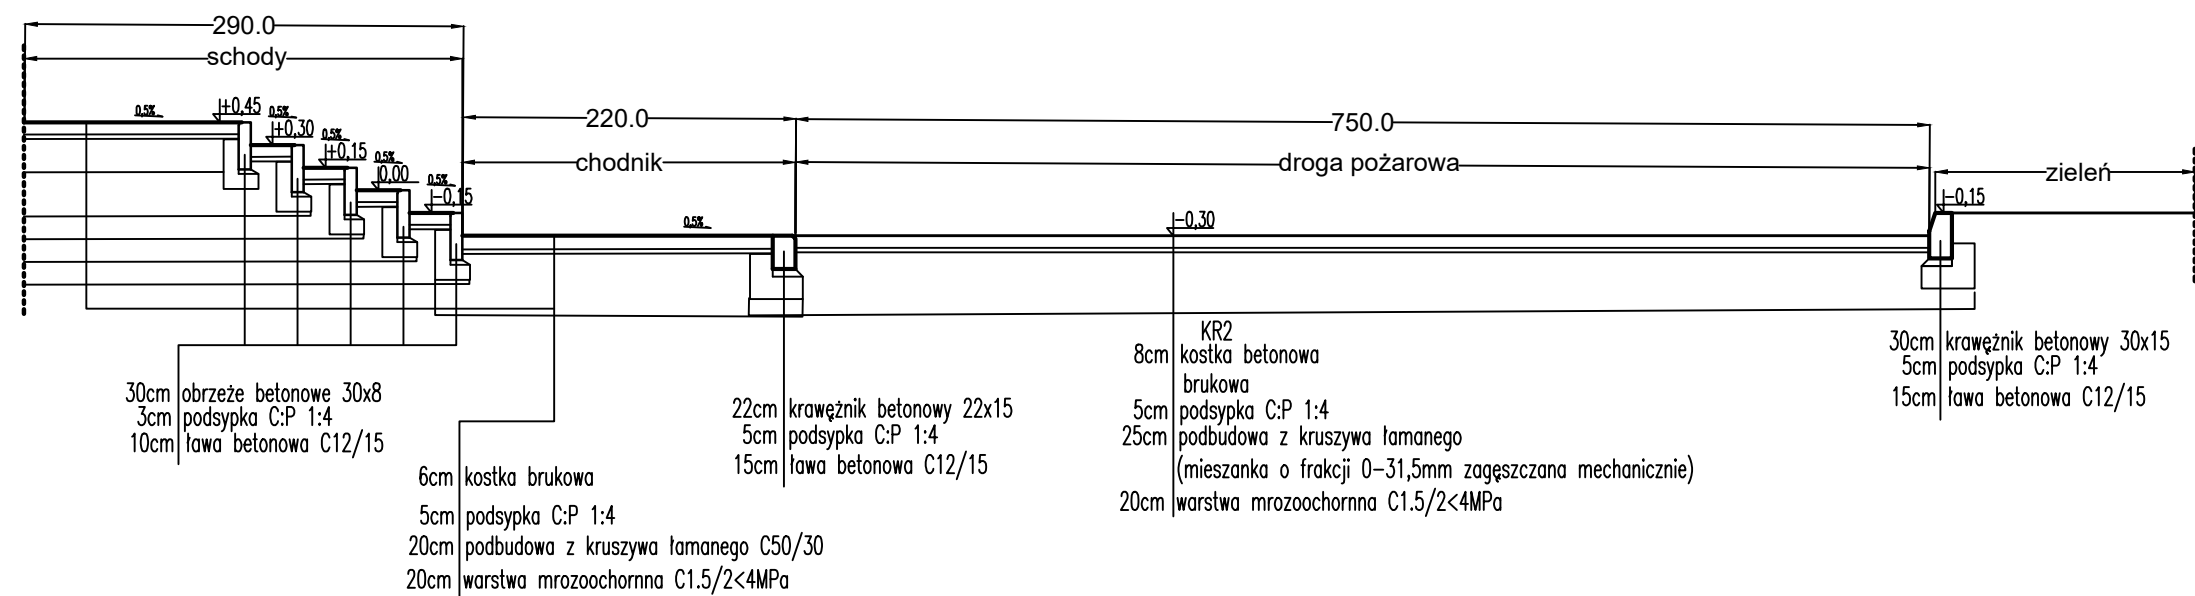 290.0
schody
0,5%
+0,45
0,5%
+0,30
0,5%
+0,15
0,5%
0,00
0,5%
-0,15
220.0
chodnik
0,5%
750.0
droga pożarowa
-0,30
zieleń
-0,15
30cm obrzeże betonowe 30x8
3cm podsypka C:P 1:4
10cm ława betonowa C12/15
6cm kostka brukowa
5cm podsypka C:P 1:4
20cm podbudowa z kruszywa łamanego C50/30
20cm warstwa mrozoochornna C1.5/2<4MPa
22cm krawężnik betonowy 22x15
5cm podsypka C:P 1:4
15cm ława betonowa C12/15
KR2
8cm kostka betonowa
brukowa
5cm podsypka C:P 1:4
25cm podbudowa z kruszywa łamanego
(mieszanka o frakcji 0-31,5mm zagęszczana mechanicznie)
20cm warstwa mrozoochornna C1.5/2<4MPa
30cm krawężnik betonowy 30x15
5cm podsypka C:P 1:4
15cm ława betonowa C12/15